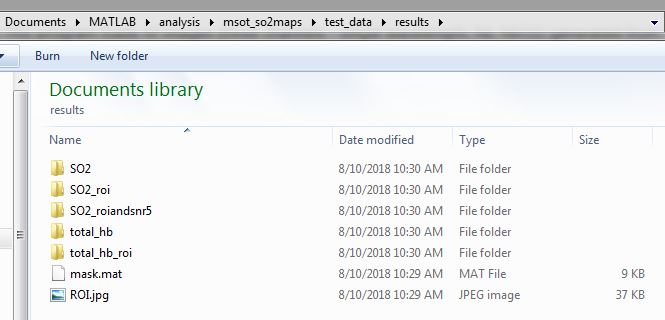 Documents ▸ MATLAB ▸ analysis ▸ msot_so2maps ▸ test_data ▸ results ▸
Burn New folder
Documents library
results
Name Date modified Type Size
SO2 8/10/2018 10:30 AM File folder
SO2_roi 8/10/2018 10:30 AM File folder
SO2_roiandsnr5 8/10/2018 10:30 AM File folder
total_hb 8/10/2018 10:30 AM File folder
total_hb_roi 8/10/2018 10:30 AM File folder
mask.mat 8/10/2018 10:29 AM MAT File 9 KB
ROI.jpg 8/10/2018 10:29 AM JPEG image 37 KB